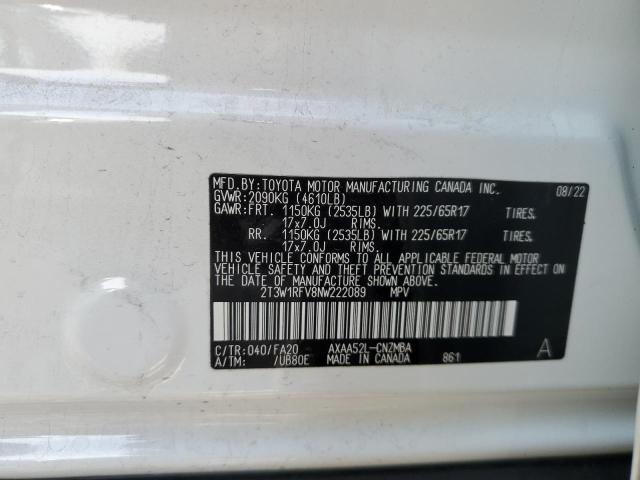 MFD.BY:TOYOTA MOTOR MANUFACTURING CANADA INC. 08/22
GVWR:2090KG (4610LB)
GAWR:FRT. 1150KG (2535LB) WITH 225/65R17 TIRES.
17x7.0J RIMS.
RR. 1150KG (2535LB) WITH 225/65R17 TIRES.
17x7.0J RIMS.
THIS VEHICLE CONFORMS TO ALL APPLICABLE FEDERAL MOTOR
VEHICLE SAFETY AND THEFT PREVENTION STANDARDS IN EFFECT ON
THE DATE OF MANUFACTURE SHOWN ABOVE.
2T3W1RFV8NW222089 MPV
C/TR:040/FA20 AXAA52L-CNZMBA
A/TM: /UB80E MADE IN CANADA 861 A